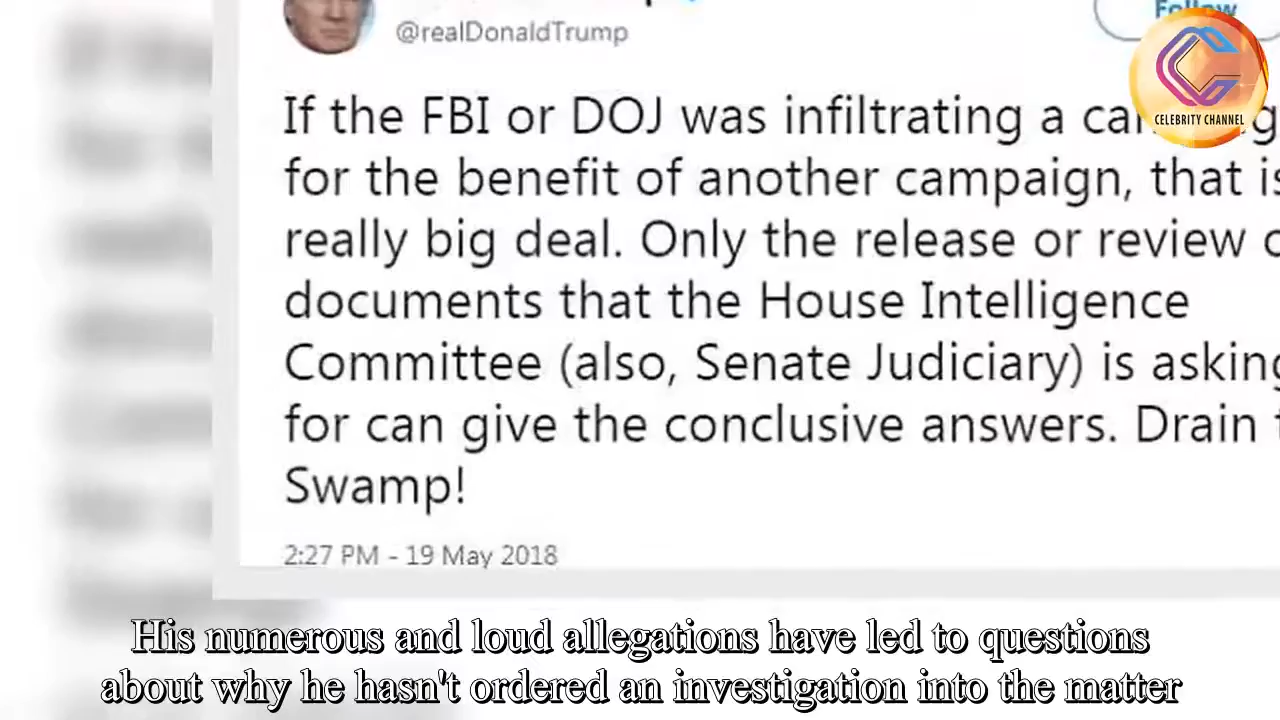 @realDonaldTrump
Follow
If the FBI or DOJ was infiltrating a
for the benefit of another campaign, that is
really big deal. Only the release or review
documents that the House Intelligence
Committee (also, Senate Judiciary) is asking
for can give the conclusive answers. Drain
Swamp!
2:27 PM - 19 May 2018
CELEBRITY CHANNEL
His numerous and loud allegations have led to questions
about why he hasn't ordered an investigation into the matter